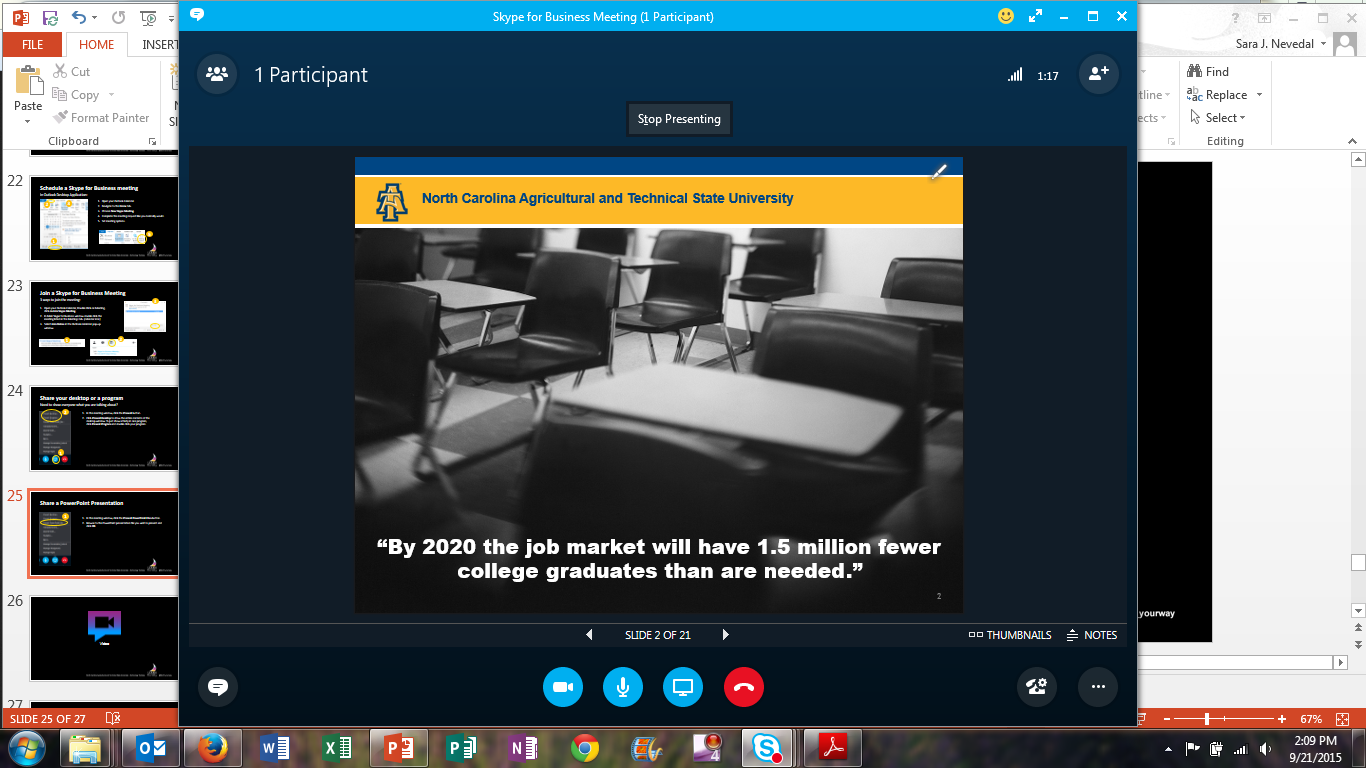 Skype for Business Meeting (1 Participant)
FILE
HOME
INSERT
Cut
Copy
Format Painter
Paste
Clipboard
Sara J. Nevedal
Find
Replace
Select
Editing
1 Participant
1:17
Stop Presenting
North Carolina Agricultural and Technical State University
“By 2020 the job market will have 1.5 million fewer
college graduates than are needed.”
2
SLIDE 2 OF 21
THUMBNAILS
NOTES
22
Schedule a Skype for Business meeting
23
Join a Skype for Business Meeting
24
Share your desktop or a program
25
Share a PowerPoint Presentation
26
Video
27
yourway
SLIDE 25 OF 27
67%
2:09 PM
9/21/2015